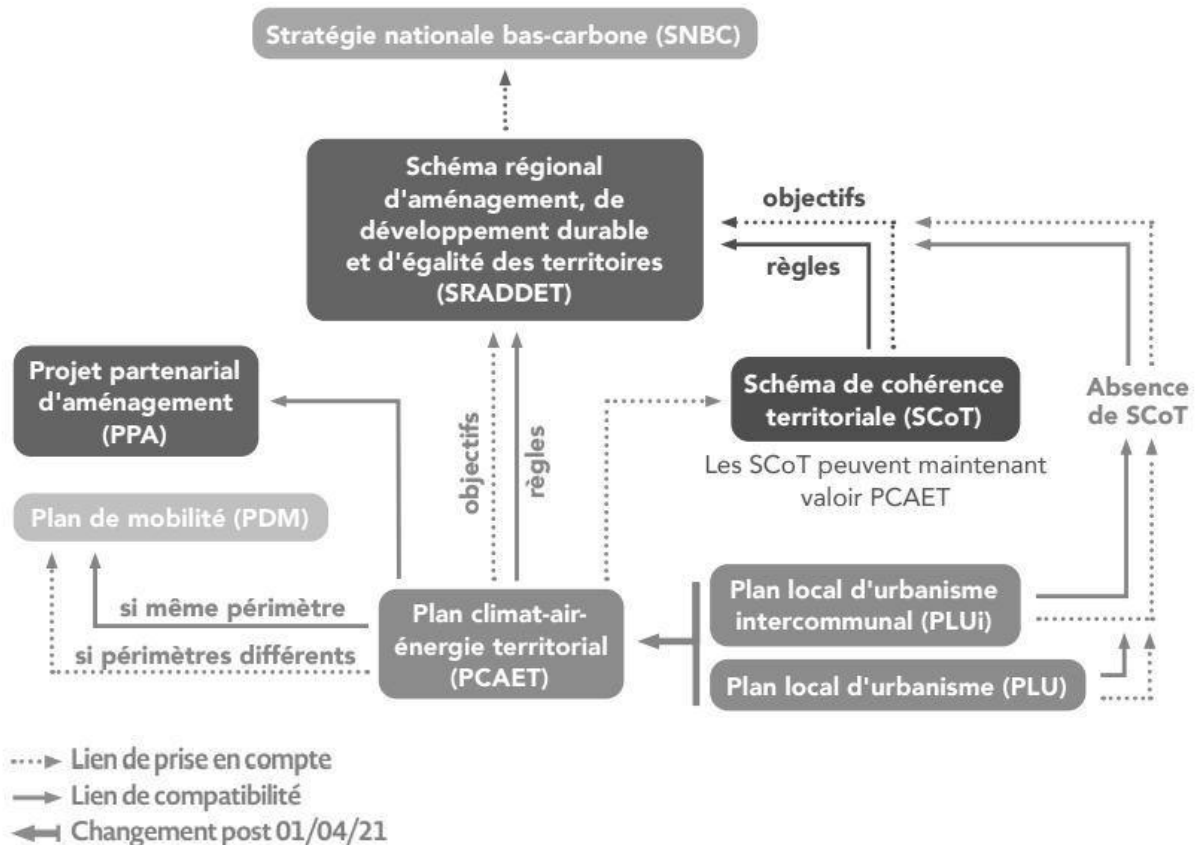 Stratégie nationale bas-carbone (SNBC)
Schéma régional
d'aménagement, de
développement durable
et d'égalité des territoires
(SRADDET)
objectifs
règles
Projet partenarial
d'aménagement
(PPA)
objectifs
règles
Schéma de cohérence
territoriale (SCoT)
Les SCoT peuvent maintenant
valoir PCAET
Absence
de SCoT
Plan de mobilité (PDM)
si même périmètre
si périmètres différents
Plan climat-air-
énergie territorial
(PCAET)
Plan local d'urbanisme
intercommunal (PLUi)
Plan local d'urbanisme (PLU)
Lien de prise en compte
Lien de compatibilité
Changement post 01/04/21